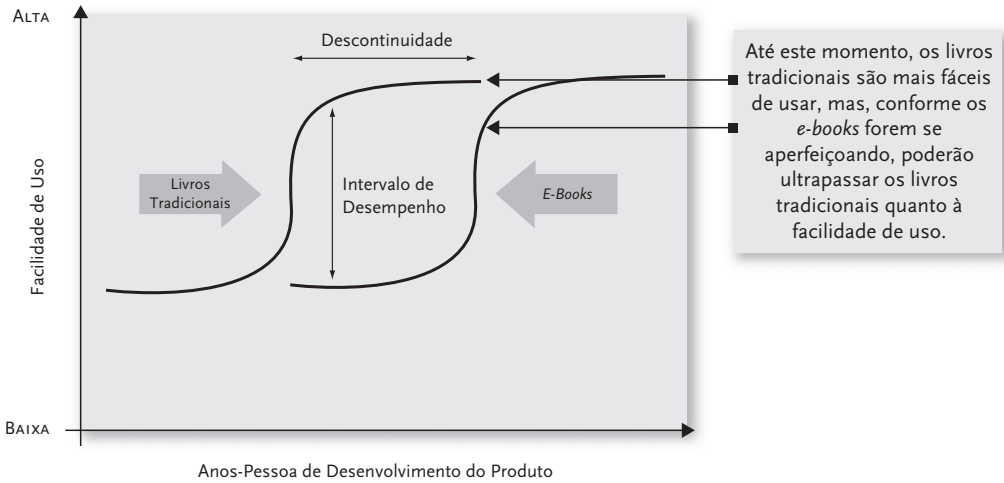 ALTA
Descontinuidade
Até este momento, os livros
tradicionais são mais fáceis
de usar, mas, conforme os
e-books forem se
aperfeiçoando, poderão
ultrapassar os livros
tradicionais quanto à
facilidade de uso.
Facilidade de Uso
Livros
Tradicionais
Intervalo de
Desempenho
E-Books
BAIXA
Anos-Pessoa de Desenvolvimento do Produto